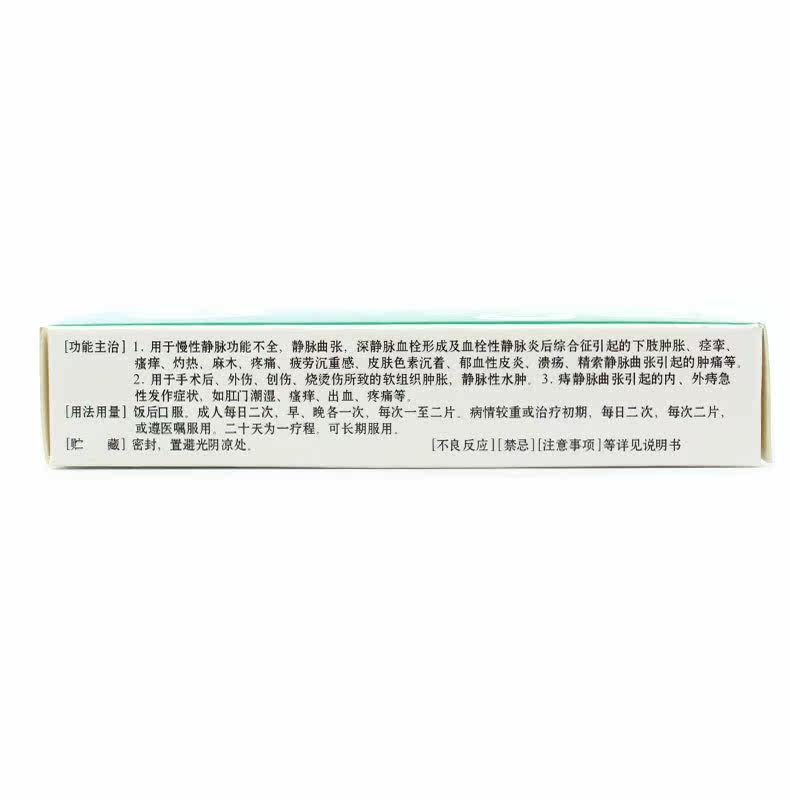 [功能主治] 1. 用于慢性静脉功能不全，静脉曲张，深静脉血栓形成及血栓性静脉炎后综合征引起的下肢肿胀、痉挛、
瘙痒、灼热、麻木、疼痛、疲劳沉重感、皮肤色素沉着、郁血性皮炎、溃疡、精索静脉曲张引起的肿痛等。
2. 用于手术后、外伤、创伤、烧烫伤所致的软组织肿胀，静脉性水肿。3. 痔静脉曲张引起的内、外痔急
性发作症状，如肛门潮湿、瘙痒、出血、疼痛等。
[用法用量] 饭后口服。成人每日二次，早、晚各一次，每次一至二片。病情较重或治疗初期，每日二次，每次二片，
或遵医嘱服用。二十天为一疗程。可长期服用。
[贮 藏] 密封，置避光阴凉处。 [不良反应][禁忌][注意事项]等详见说明书